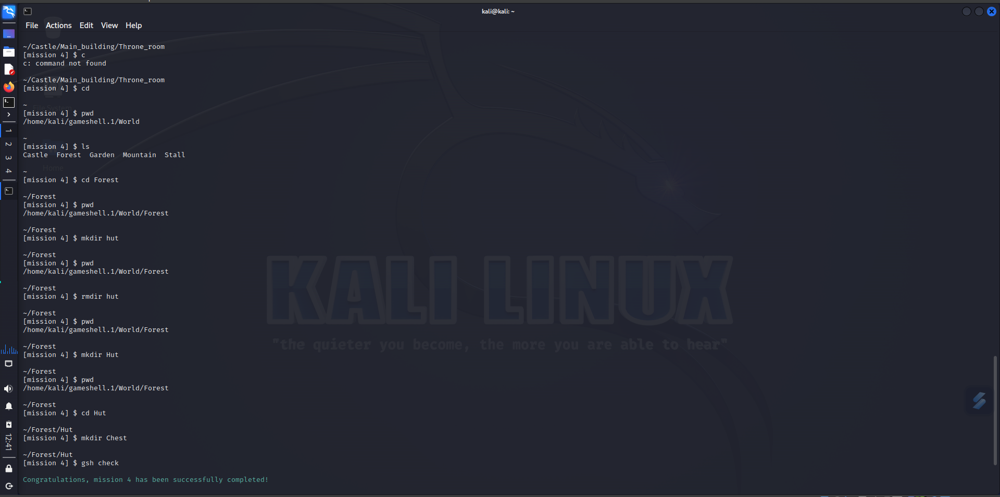 kali@kali: ~
File Actions Edit View Help
~/Castle/Main_building/Throne_room
[mission 4] $ c
c: command not found
~/Castle/Main_building/Throne_room
[mission 4] $ cd
~
[mission 4] $ pwd
/home/kali/gameshell.1/World
~
[mission 4] $ ls
Castle  Forest  Garden  Mountain  Stall
~
[mission 4] $ cd Forest
~/Forest
[mission 4] $ pwd
/home/kali/gameshell.1/World/Forest
~/Forest
[mission 4] $ mkdir hut
~/Forest
[mission 4] $ pwd
/home/kali/gameshell.1/World/Forest
~/Forest
[mission 4] $ rmdir hut
~/Forest
[mission 4] $ pwd
/home/kali/gameshell.1/World/Forest
~/Forest
[mission 4] $ mkdir Hut
~/Forest
[mission 4] $ pwd
/home/kali/gameshell.1/World/Forest
~/Forest
[mission 4] $ cd Hut
~/Forest/Hut
[mission 4] $ mkdir Chest
~/Forest/Hut
[mission 4] $ gsh check
Congratulations, mission 4 has been successfully completed!
File System
Home
KALI LINUX
"the quieter you become, the more you are able to hear"
1
2
3
4
12:41